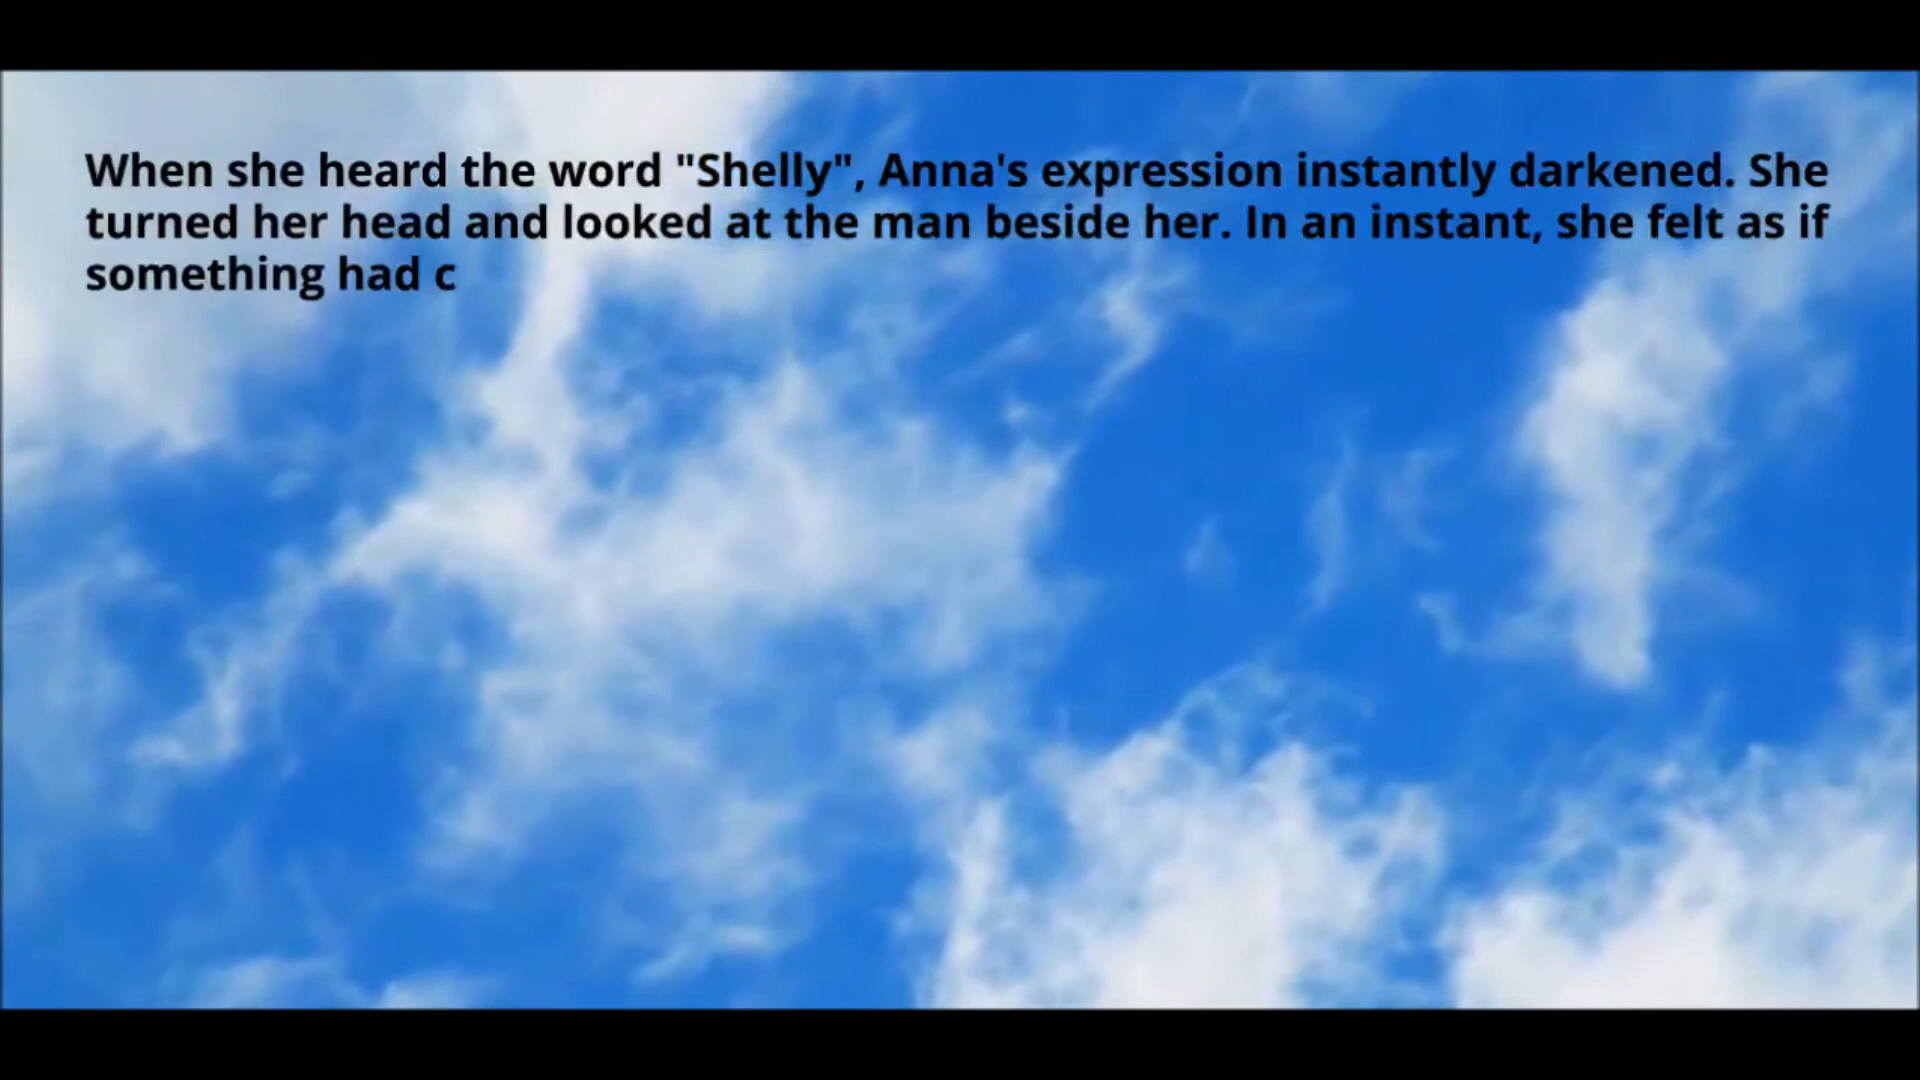 When she heard the word "Shelly", Anna's expression instantly darkened. She
turned her head and looked at the man beside her. In an instant, she felt as if
something had c